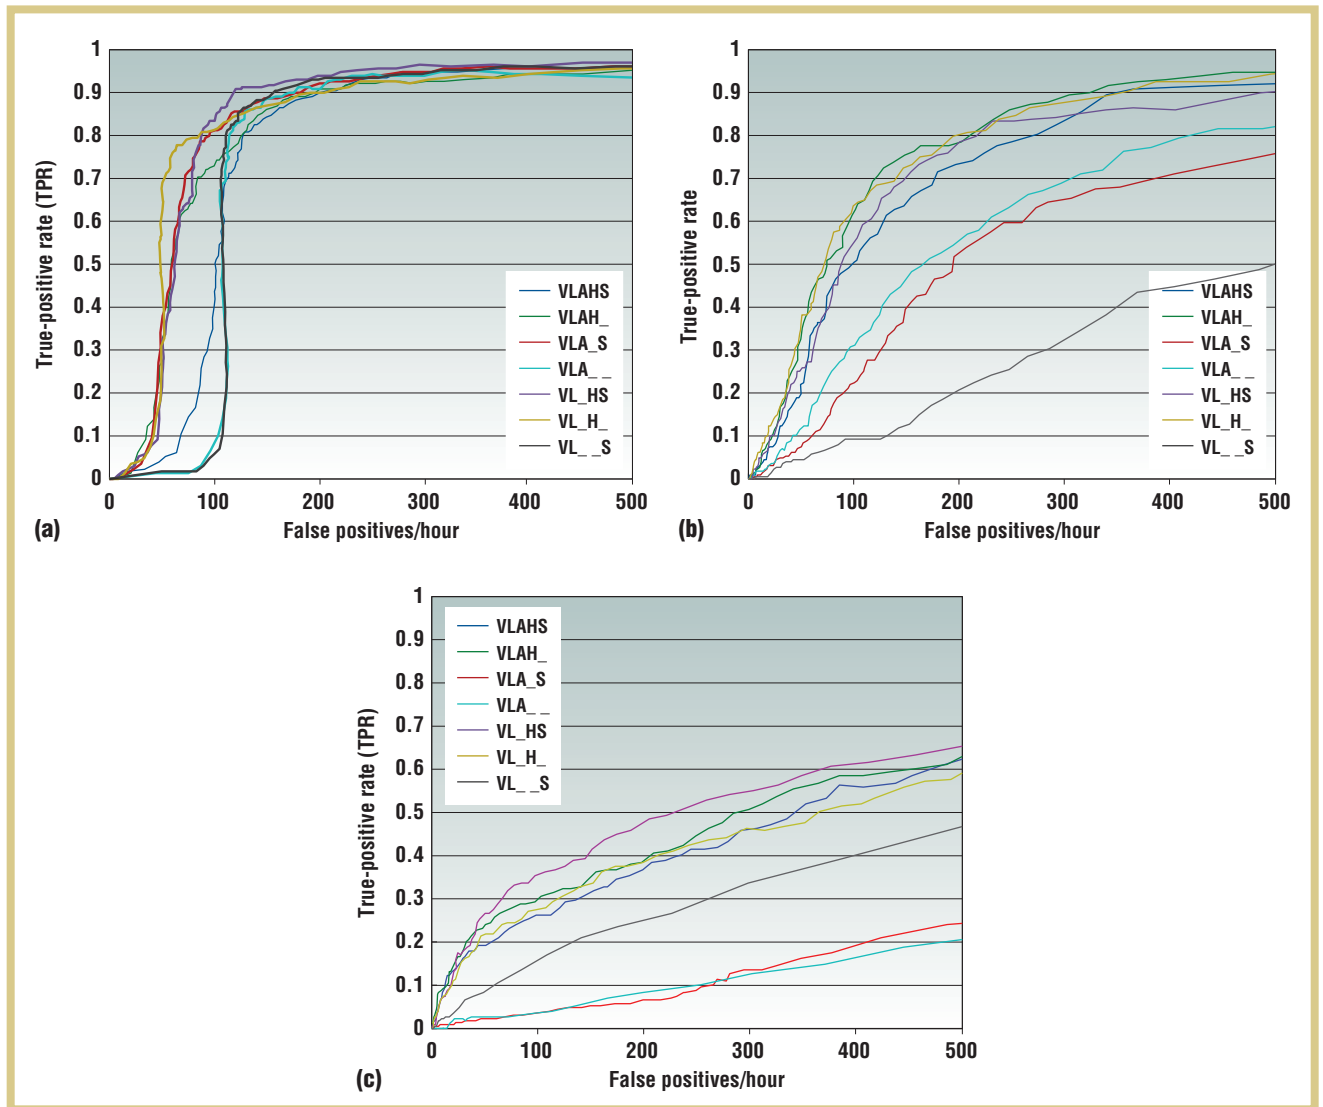 1
0.9
0.8
0.7
0.6
0.5
0.4
0.3
0.2
0.1
0
True-positive rate (TPR)
VLAHS
VLAH_
VLA_S
VLA_ _
VL_HS
VL_H_
VL_ _S
0 100 200 300 400 500
False positives/hour
(a)
1
0.9
0.8
0.7
0.6
0.5
0.4
0.3
0.2
0.1
0
True-positive rate
VLAHS
VLAH_
VLA_S
VLA_ _
VL_HS
VL_H_
VL_ _S
0 100 200 300 400 500
False positives/hour
(b)
1
0.9
0.8
0.7
0.6
0.5
0.4
0.3
0.2
0.1
0
True-positive rate (TPR)
VLAHS
VLAH_
VLA_S
VLA_ _
VL_HS
VL_H_
VL_ _S
0 100 200 300 400 500
False positives/hour
(c)